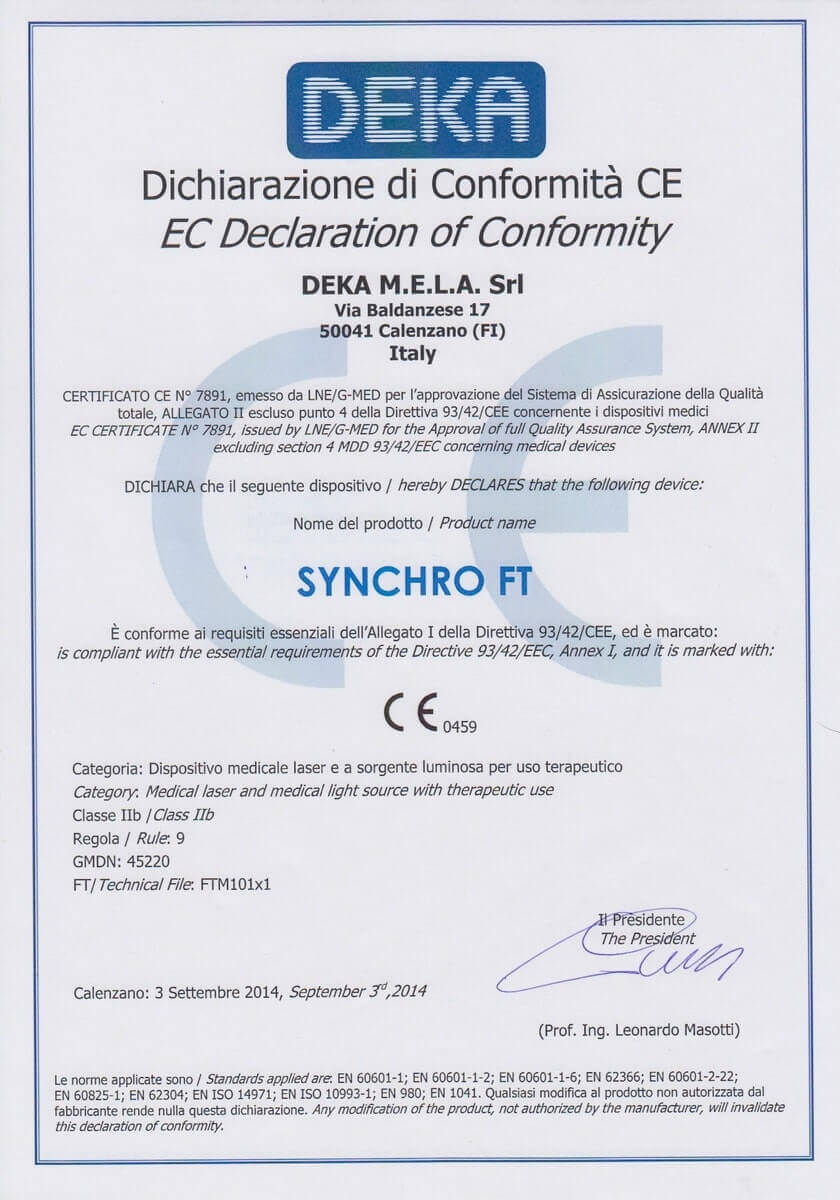 DEKA
Dichiarazione di Conformità CE
EC Declaration of Conformity
DEKA M.E.L.A. Srl
Via Baldanzese 17
50041 Calenzano (FI)
Italy
CERTIFICATO CE N° 7891, emesso da LNE/G-MED per l'approvazione del Sistema di Assicurazione della Qualità
totale, ALLEGATO II escluso punto 4 della Direttiva 93/42/CEE concernente i dispositivi medici
EC CERTIFICATE N° 7891, issued by LNE/G-MED for the Approval of full Quality Assurance System, ANNEX II
excluding section 4 MDD 93/42/EEC concerning medical devices
DICHIARA che il seguente dispositivo / hereby DECLARES that the following device:
Nome del prodotto / Product name
SYNCHRO FT
È conforme ai requisiti essenziali dell'Allegato I della Direttiva 93/42/CEE, ed è marcato:
is compliant with the essential requirements of the Directive 93/42/EEC, Annex I, and it is marked with:
CE 0459
Categoria: Dispositivo medicale laser e a sorgente luminosa per uso terapeutico
Category: Medical laser and medical light source with therapeutic use
Classe IIb /Class IIb
Regola / Rule: 9
GMDN: 45220
FT/Technical File: FTM101x1
Il Presidente
The President
Calenzano: 3 Settembre 2014, September 3rd,2014
(Prof. Ing. Leonardo Masotti)
Le norme applicate sono / Standards applied are: EN 60601-1; EN 60601-1-2; EN 60601-1-6; EN 62366; EN 60601-2-22;
EN 60825-1; EN 62304; EN ISO 14971; EN ISO 10993-1; EN 980; EN 1041. Qualsiasi modifica al prodotto non autorizzata dal
fabbricante rende nulla questa dichiarazione. Any modification of the product, not authorized by the manufacturer, will invalidate
this declaration of conformity.